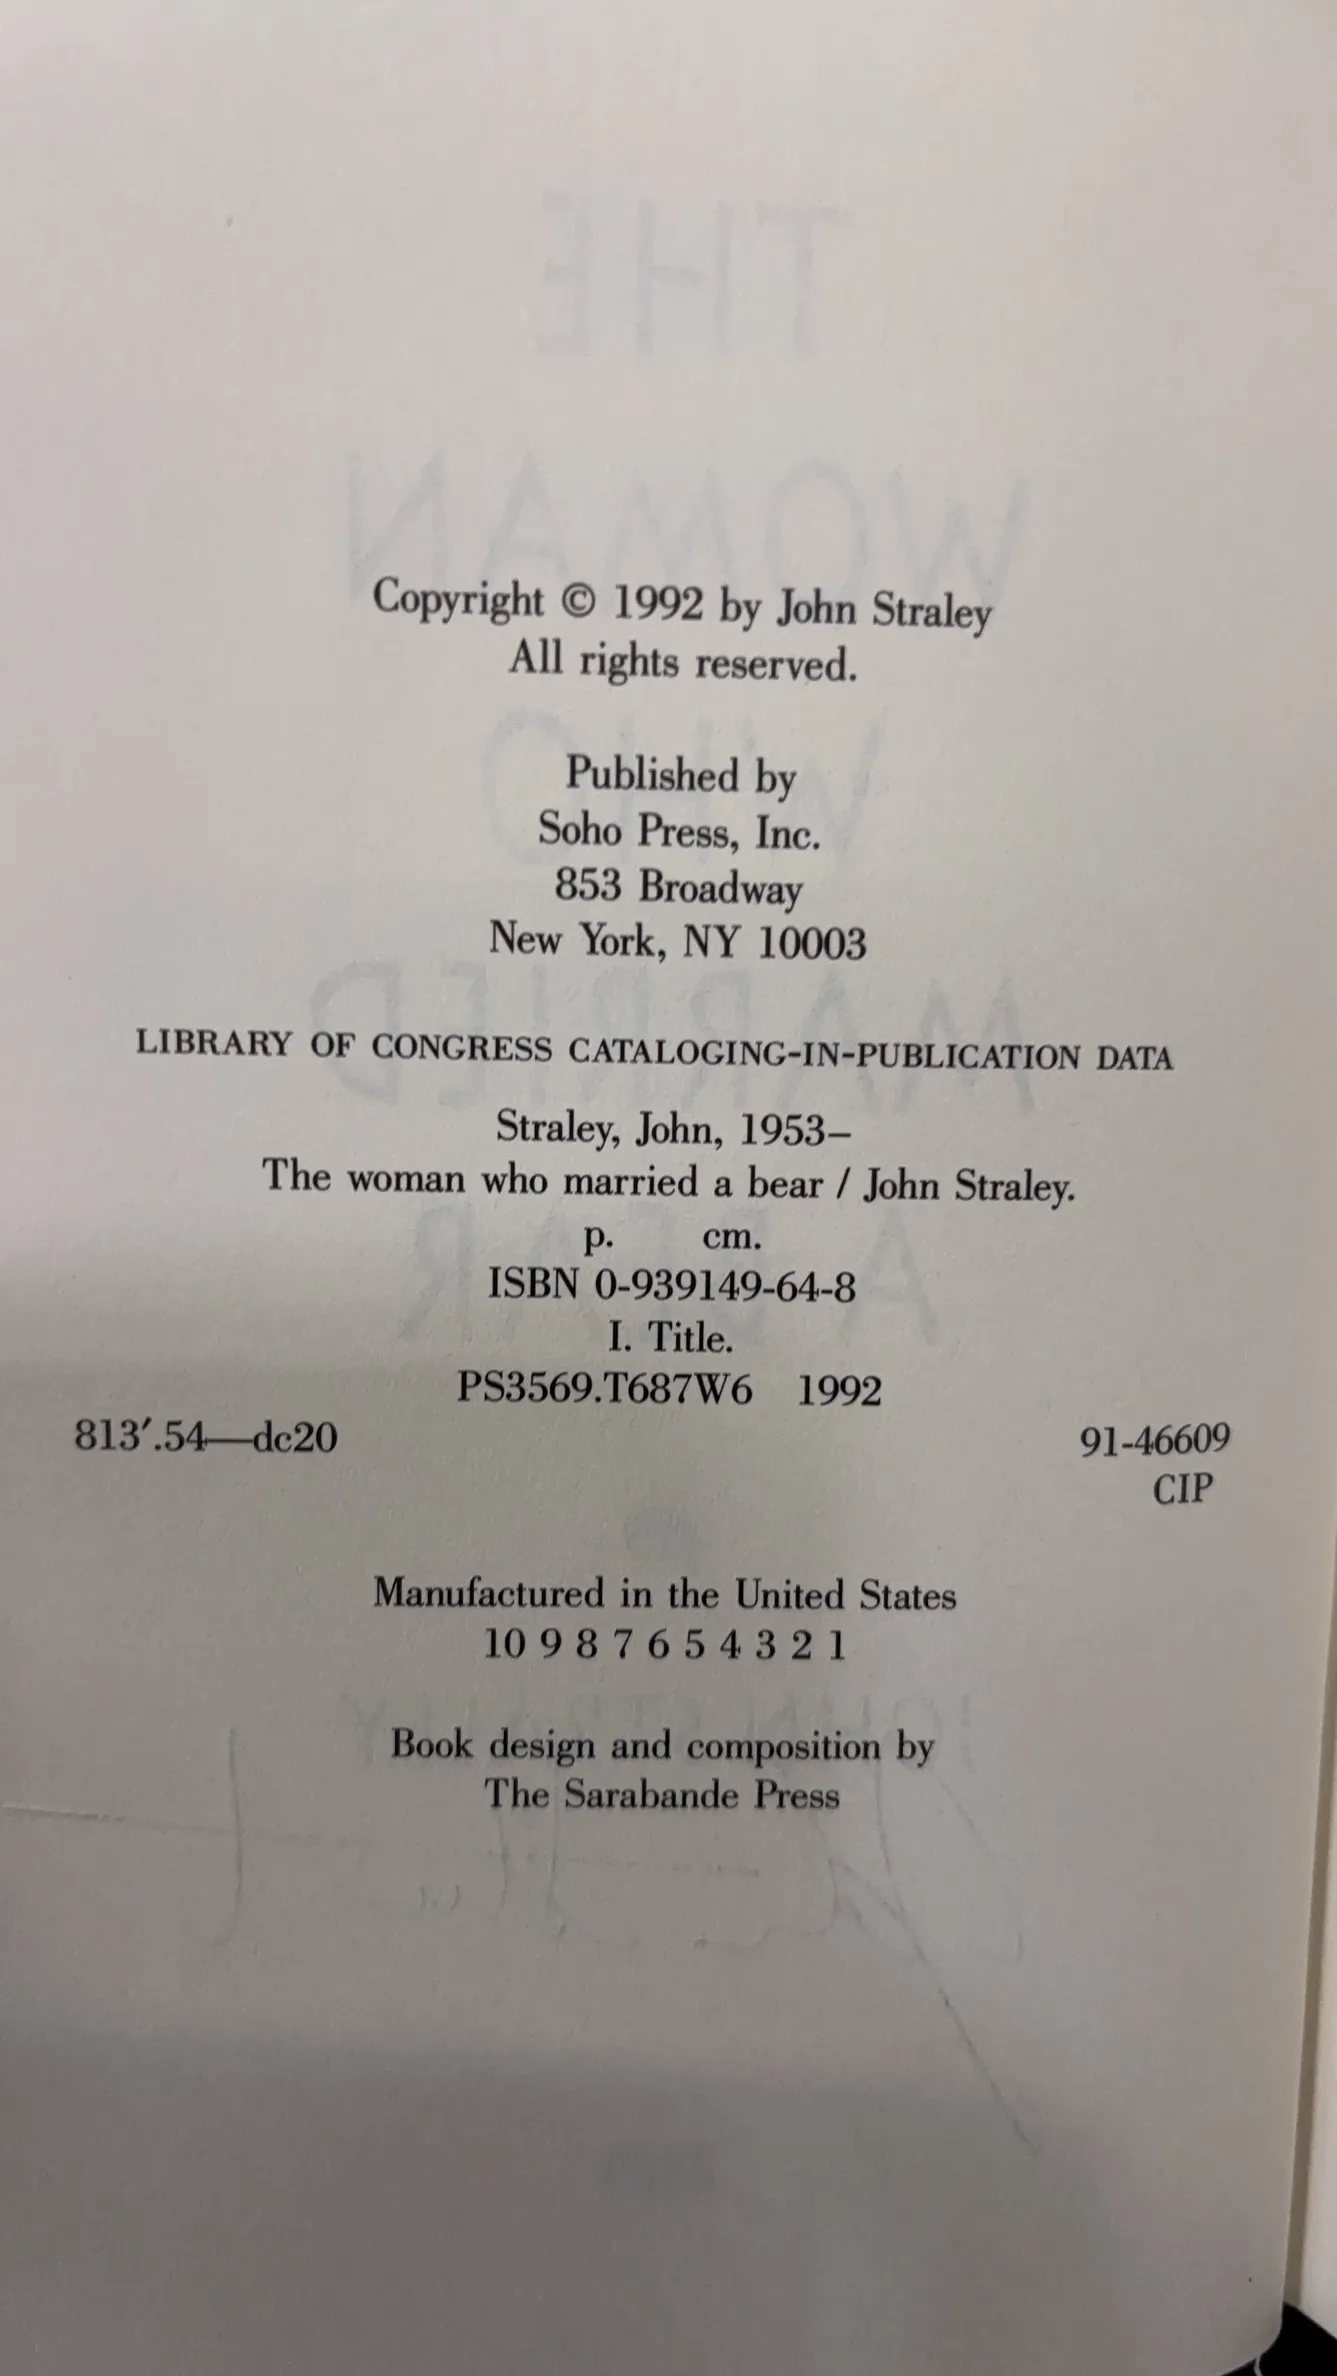 Copyright © 1992 by John Straley
All rights reserved.
Published by
Soho Press, Inc.
853 Broadway
New York, NY 10003
LIBRARY OF CONGRESS CATALOGING-IN-PUBLICATION DATA
Straley, John, 1953–
The woman who married a bear / John Straley.
p. cm.
ISBN 0-939149-64-8
I. Title.
PS3569.T687W6 1992
813′.54—dc20 91-46609
CIP
Manufactured in the United States
10 9 8 7 6 5 4 3 2 1
Book design and composition by
The Sarabande Press